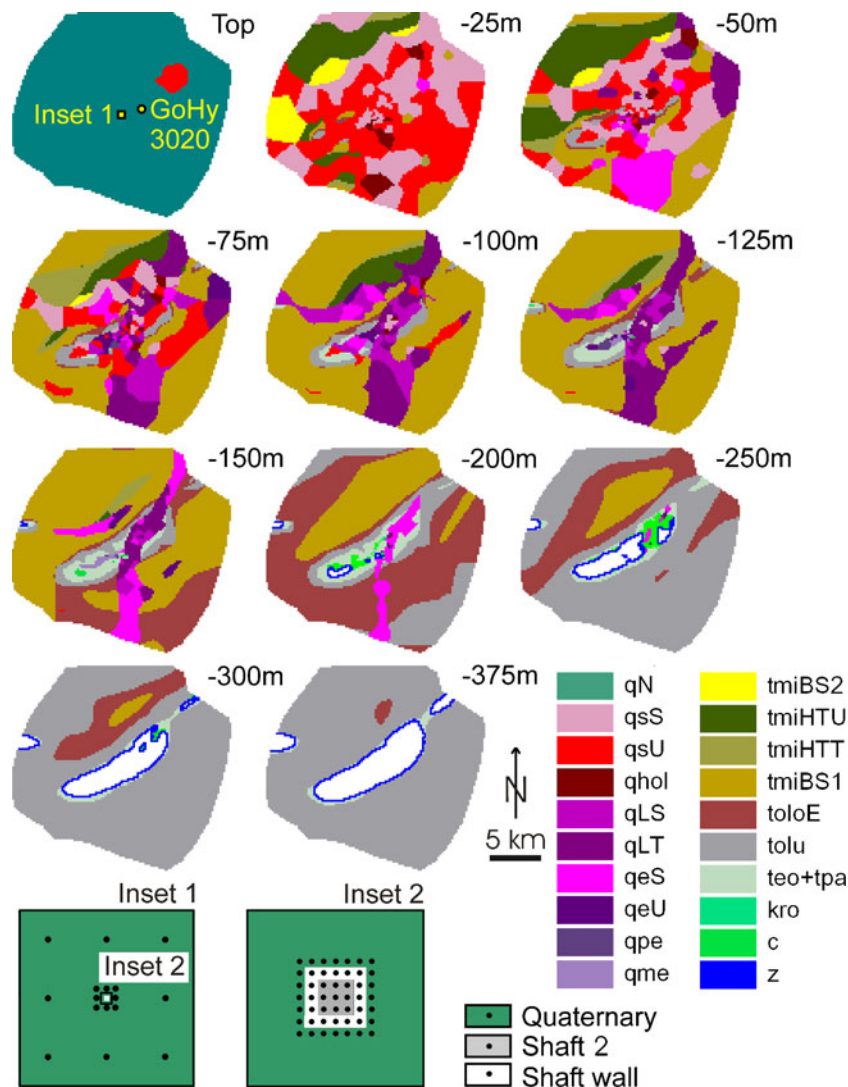 Top
-25m
-50m
Inset 1
GoHy
3020
-75m
-100m
-125m
-150m
-200m
-250m
-300m
-375m
N
5 km
qN
qsS
qsU
qhol
qLS
qLT
qeS
qeU
qpe
qme
tmiBS2
tmiHTU
tmiHTT
tmiBS1
toloE
tolu
teo+tpa
kro
c
z
Inset 1
Inset 2
Inset 2
Quaternary
Shaft 2
Shaft wall